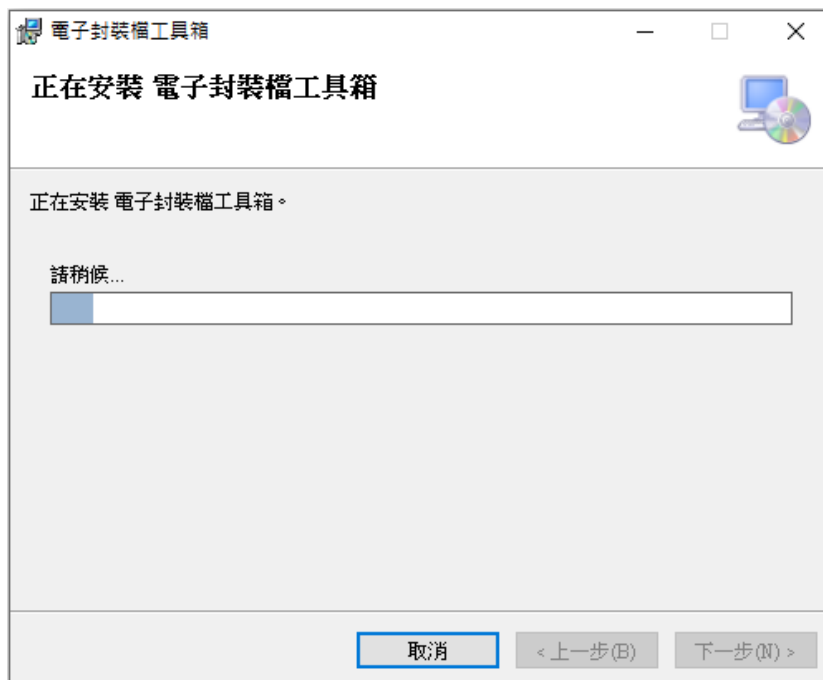 電子封裝檔工具箱
正在安裝 電子封裝檔工具箱
正在安裝 電子封裝檔工具箱。
請稍候...
取消
< 上一步(B)
下一步(N) >